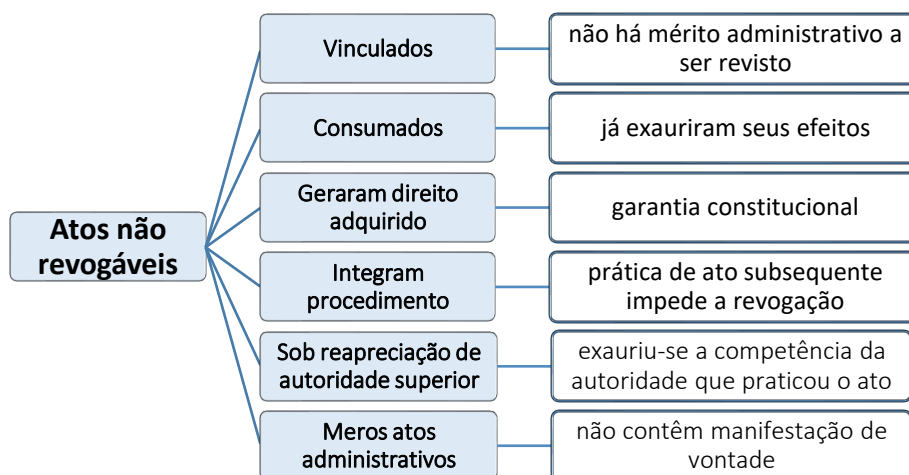 Atos não
revogáveis
Vinculados
não há mérito administrativo a
ser revisto
Consumados
já exauriram seus efeitos
Geraram direito
adquirido
garantia constitucional
Integram
procedimento
prática de ato subsequente
impede a revogação
Sob reapreciação de
autoridade superior
exauriu-se a competência da
autoridade que praticou o ato
Meros atos
administrativos
não contêm manifestação de
vontade